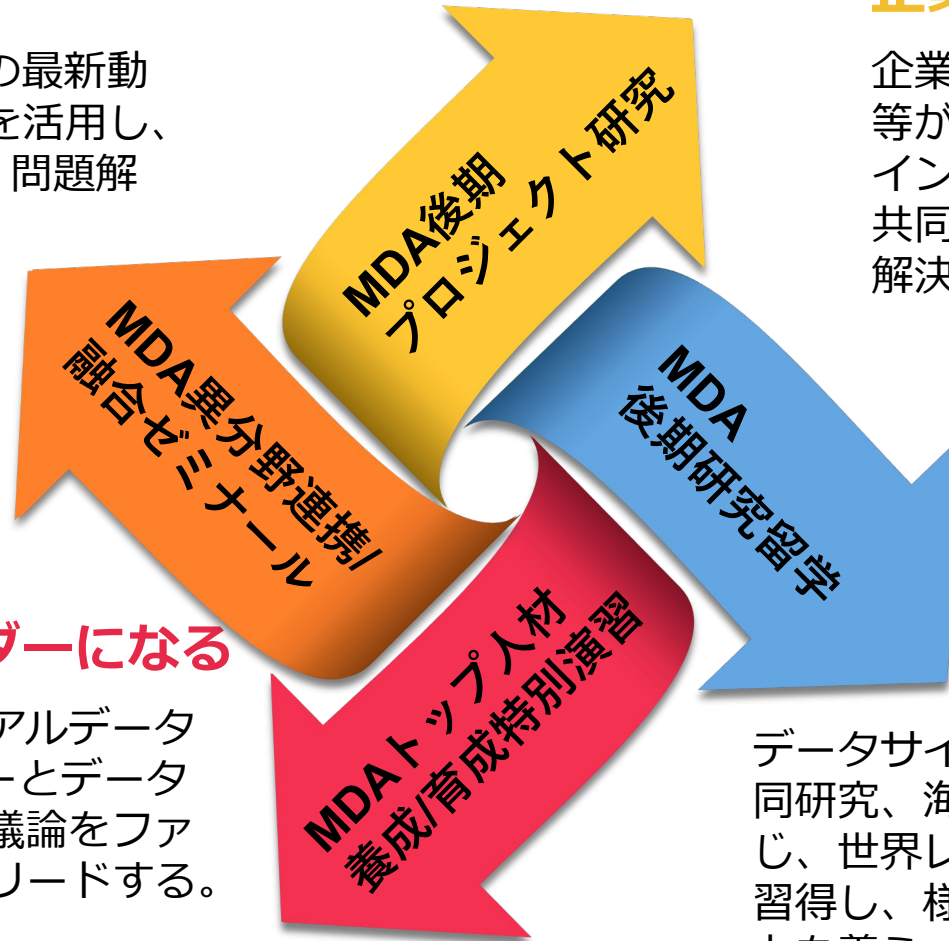 の最新動
を活用し、
問題解
企業
等が
イン
共同
解決
MDA後期
プロジェクト研究
MDA異分野連携/
融合ゼミナール
MDA
後期研究留学
MDAトップ人材
養成/育成特別演習
ダーになる
アルデータ
ーとデータ
議論をファ
リードする。
データサイ
同研究、海
じ、世界レ
習得し、様